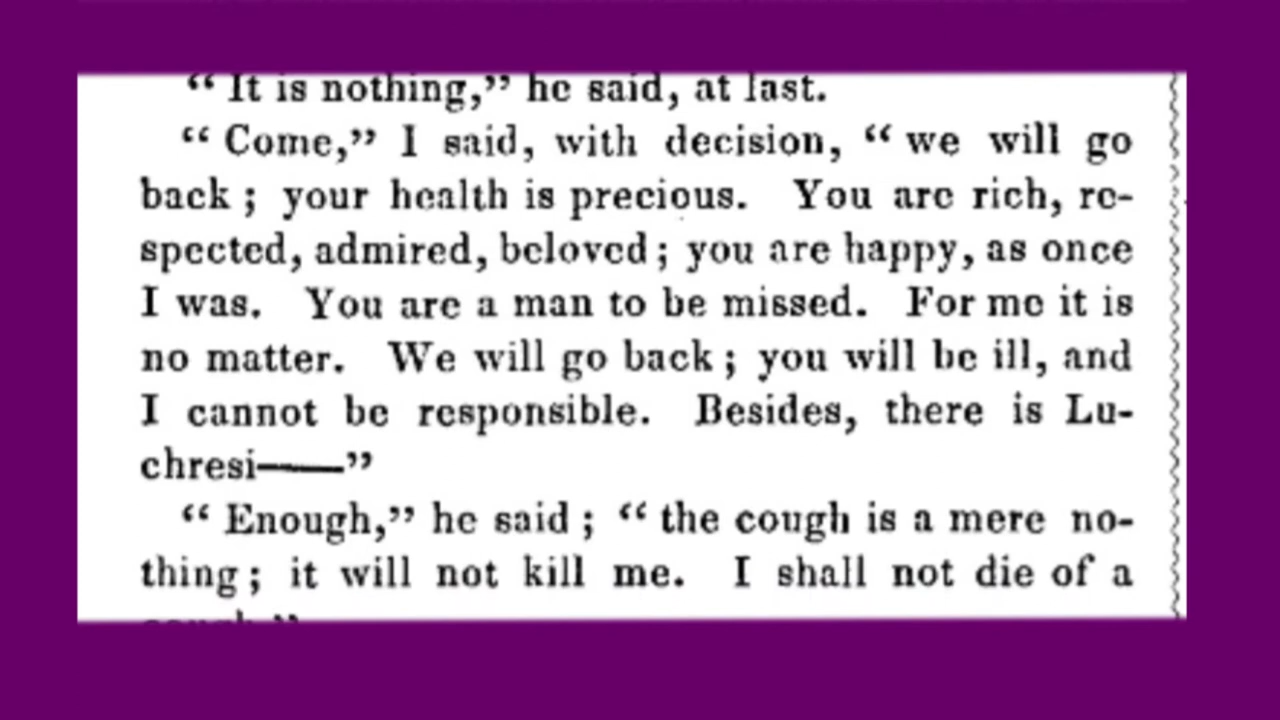 “ It is nothing,” he said, at last.
“ Come,” I said, with decision, “ we will go
back ; your health is precious. You are rich, re-
spected, admired, beloved ; you are happy, as once
I was. You are a man to be missed. For me it is
no matter. We will go back ; you will be ill, and
I cannot be responsible. Besides, there is Lu-
chresi——”
“ Enough,” he said ; “ the cough is a mere no-
thing ; it will not kill me. I shall not die of a